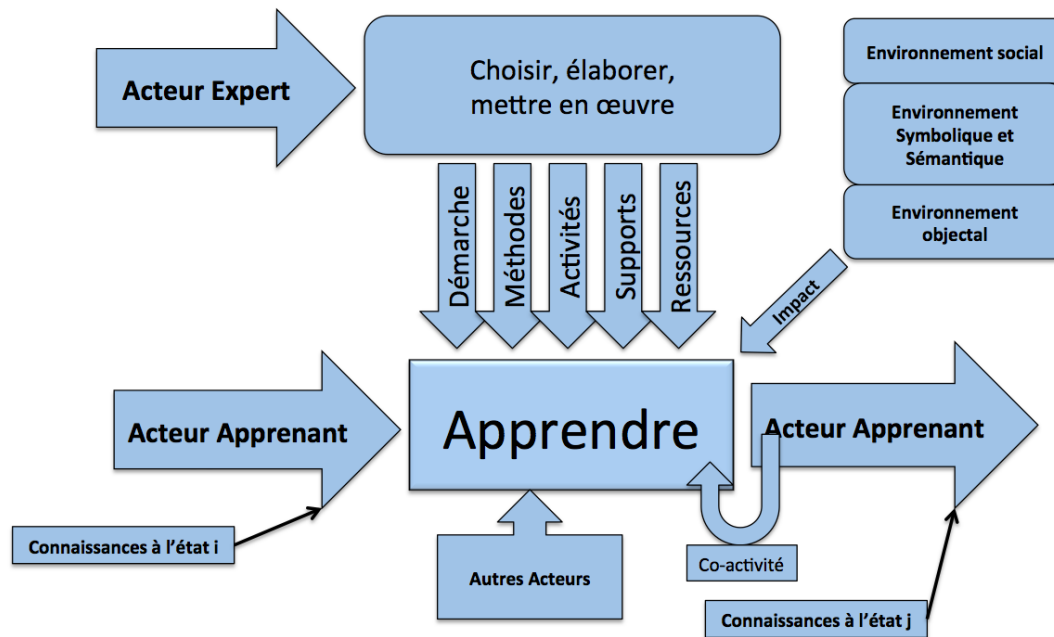 Acteur Expert
Choisir, élaborer,
mettre en œuvre
Environnement social
Environnement
Symbolique et
Sémantique
Environnement
objectal
Démarche
Méthodes
Activités
Supports
Ressources
Impact
Acteur Apprenant
Apprendre
Acteur Apprenant
Connaissances à l’état i
Autres Acteurs
Co-activité
Connaissances à l’état j